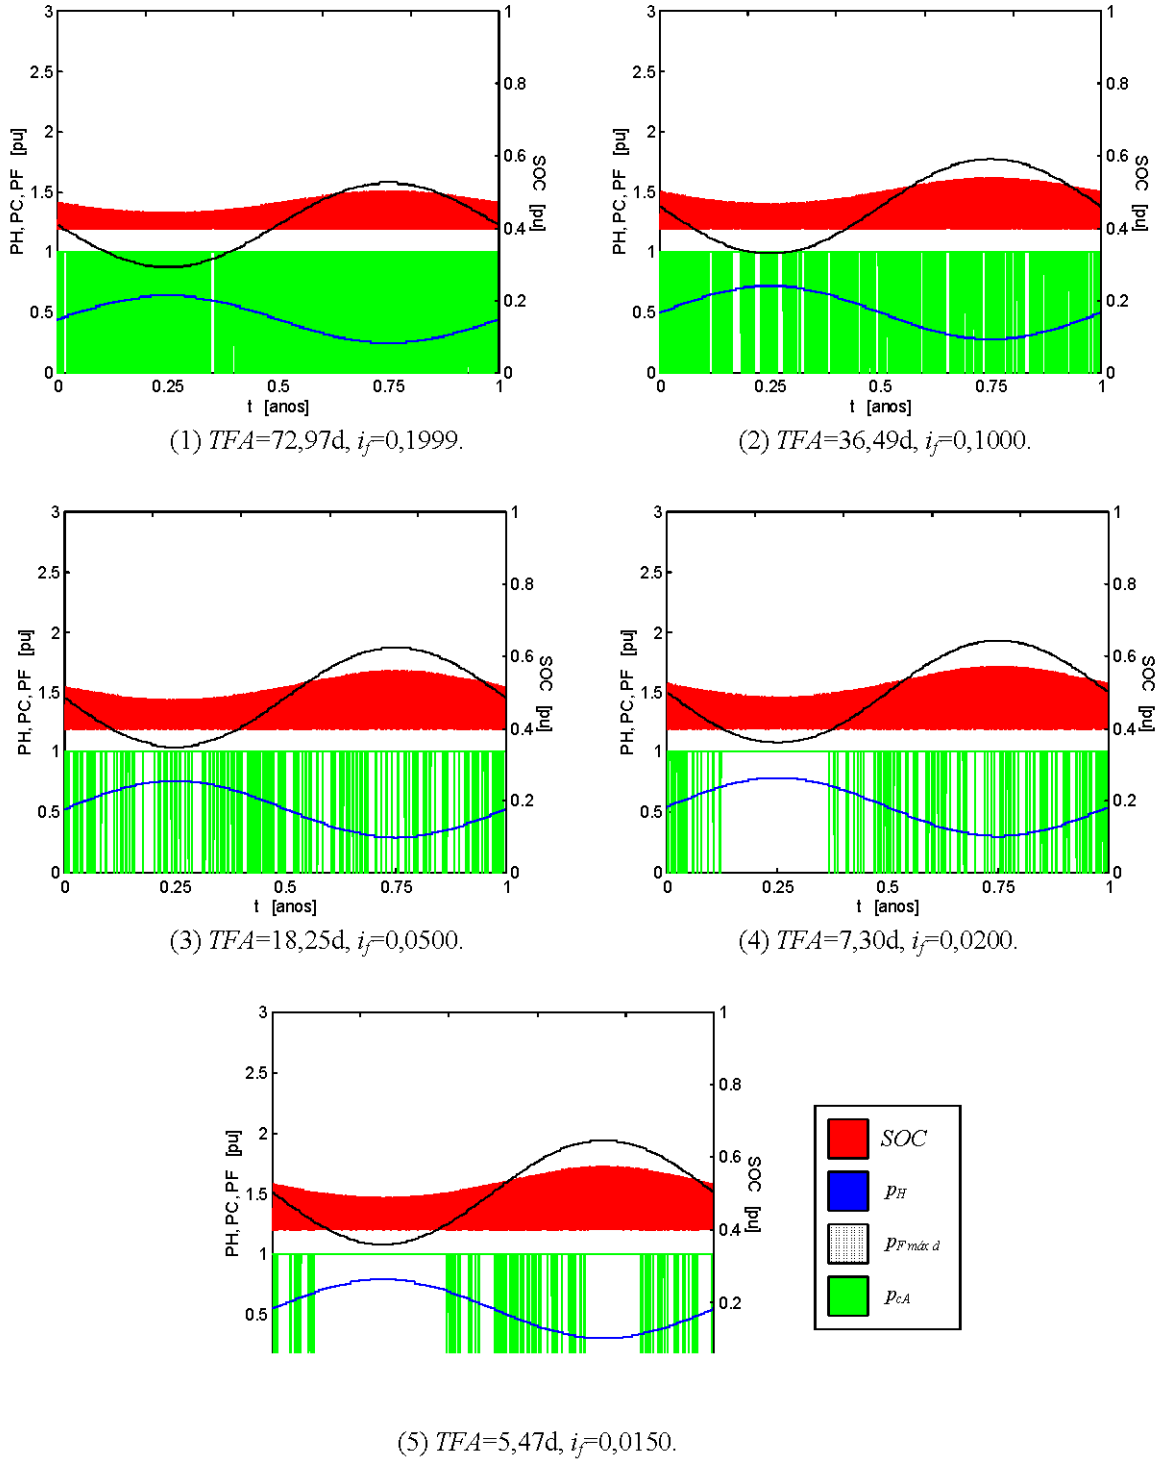 3
2.5
2
1.5
1
0.5
0
PH, PC, PF [pu]
1
0.8
0.6
0.4
0.2
0
SOC [pu]
0 0.25 0.5 0.75 1
t [anos]
(1) TFA=72,97d, i_f=0,1999.
3
2.5
2
1.5
1
0.5
0
PH, PC, PF [pu]
1
0.8
0.6
0.4
0.2
0
SOC [pu]
0 0.25 0.5 0.75 1
t [anos]
(2) TFA=36,49d, i_f=0,1000.
3
2.5
2
1.5
1
0.5
0
PH, PC, PF [pu]
1
0.8
0.6
0.4
0.2
0
SOC [pu]
0 0.25 0.5 0.75 1
t [anos]
(3) TFA=18,25d, i_f=0,0500.
3
2.5
2
1.5
1
0.5
0
PH, PC, PF [pu]
1
0.8
0.6
0.4
0.2
0
SOC [pu]
0 0.25 0.5 0.75 1
t [anos]
(4) TFA=7,30d, i_f=0,0200.
3
2.5
2
1.5
1
0.5
PH, PC, PF [pu]
1
0.8
0.6
0.4
0.2
SOC [pu]
SOC
p_H
p_Fmáx d
p_cA
(5) TFA=5,47d, i_f=0,0150.